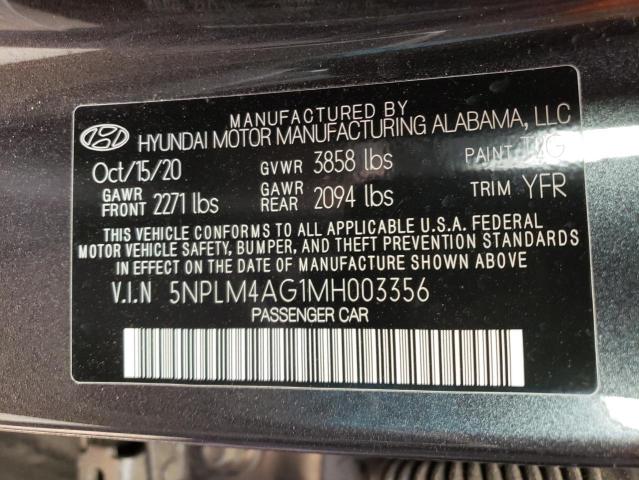 MANUFACTURED BY
HYUNDAI MOTOR MANUFACTURING ALABAMA, LLC
Oct/15/20 GVWR 3858 lbs PAINT
GAWR FRONT 2271 lbs GAWR REAR 2094 lbs TRIM YFR
THIS VEHICLE CONFORMS TO ALL APPLICABLE U.S.A. FEDERAL
MOTOR VEHICLE SAFETY, BUMPER, AND THEFT PREVENTION STANDARDS
IN EFFECT ON THE DATE OF MANUFACTURE SHOWN ABOVE
V.I.N 5NPLM4AG1MH003356
PASSENGER CAR